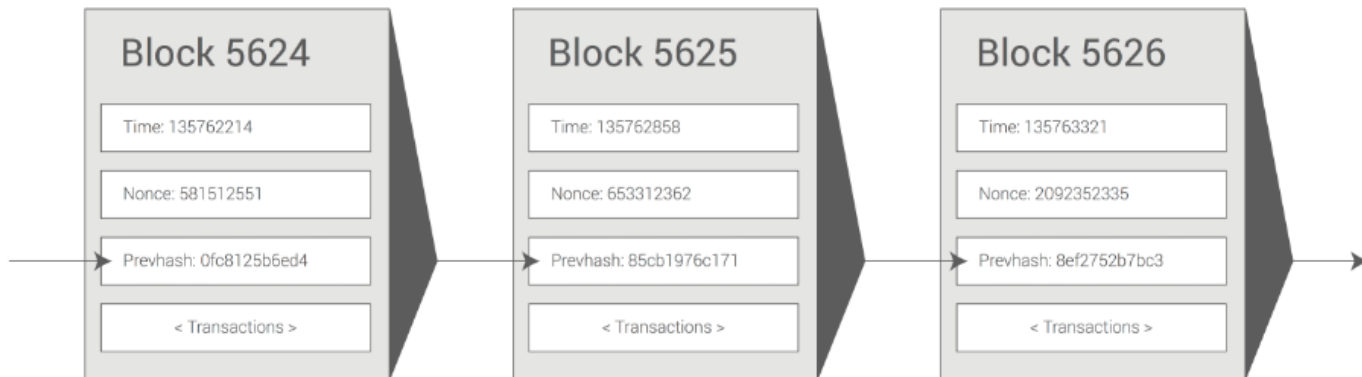 Block 5624
Time: 135762214
Nonce: 581512551
Prevhash: 0fc8125b6ed4
< Transactions >
Block 5625
Time: 135762858
Nonce: 653312362
Prevhash: 85cb1976c171
< Transactions >
Block 5626
Time: 135763321
Nonce: 2092352335
Prevhash: 8ef2752b7bc3
< Transactions >